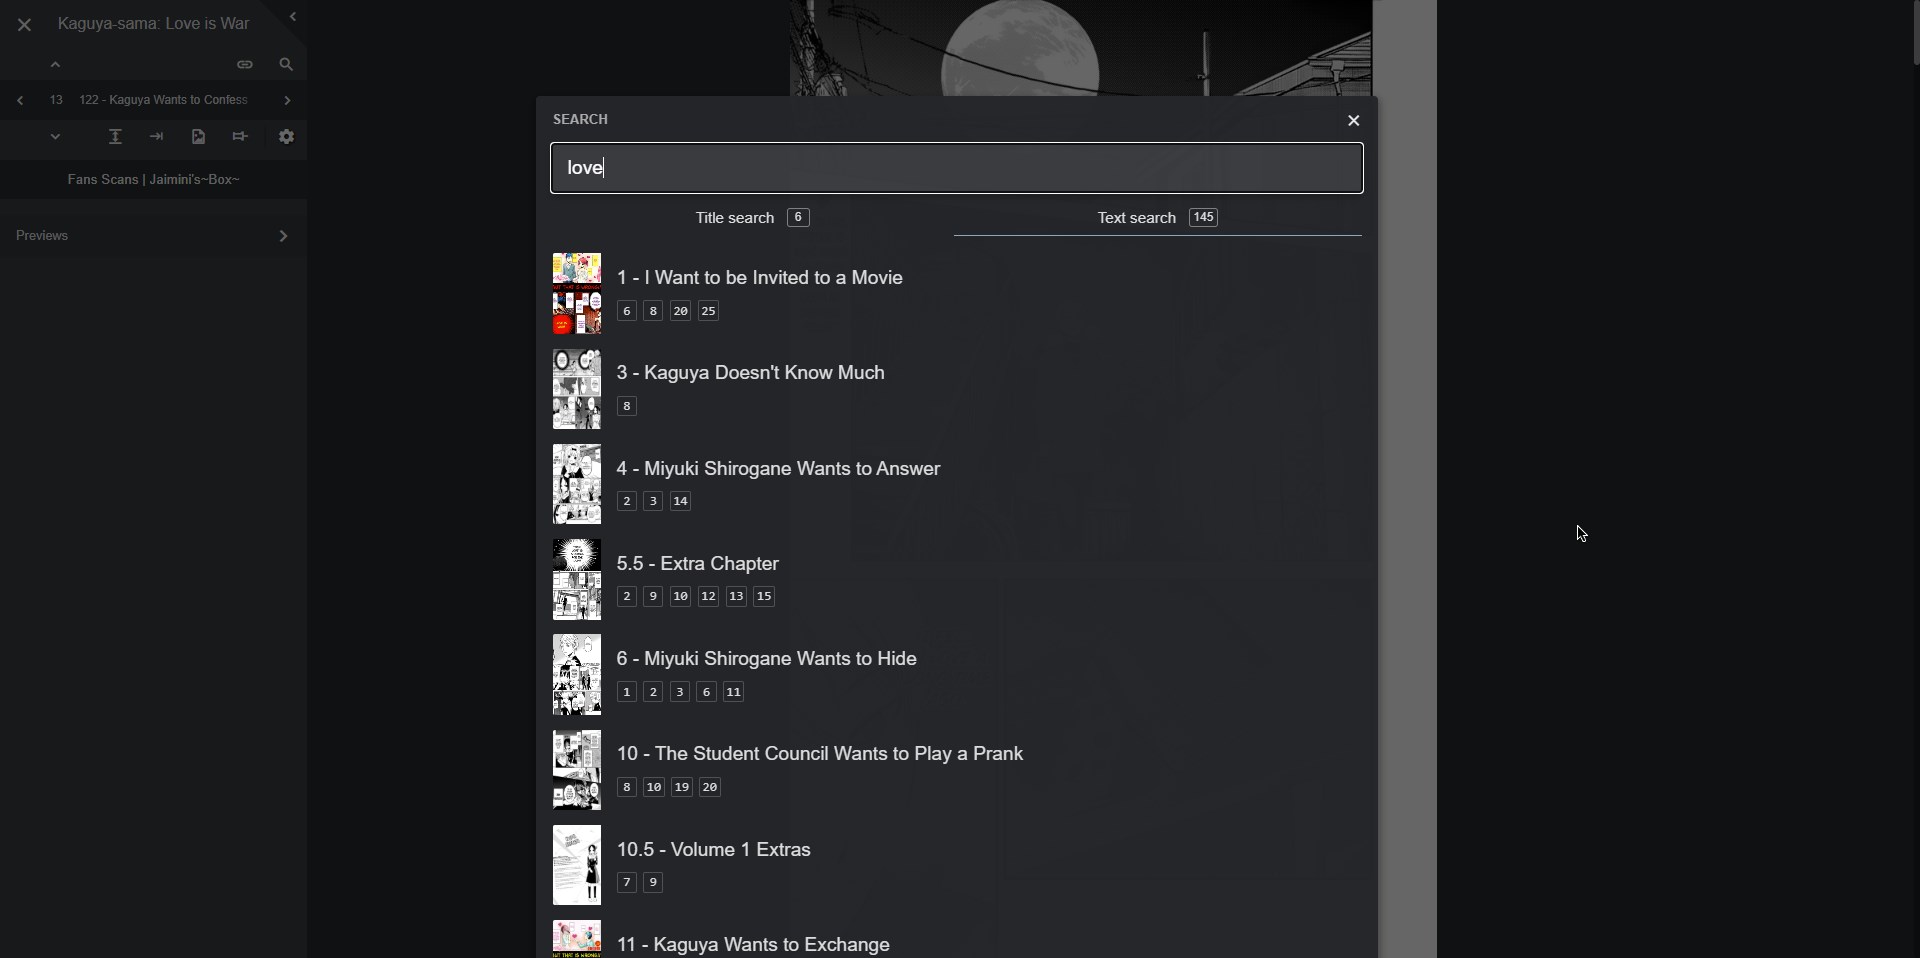 Kaguya-sama: Love is War
13 122 - Kaguya Wants to Confess
Fans Scans | Jaimini's~Box~
Previews
SEARCH
love
Title search 6
Text search 145
1 - I Want to be Invited to a Movie
6 8 20 25
3 - Kaguya Doesn't Know Much
8
4 - Miyuki Shirogane Wants to Answer
2 3 14
5.5 - Extra Chapter
2 9 10 12 13 15
6 - Miyuki Shirogane Wants to Hide
1 2 3 6 11
10 - The Student Council Wants to Play a Prank
8 10 19 20
10.5 - Volume 1 Extras
7 9
11 - Kaguya Wants to Exchange